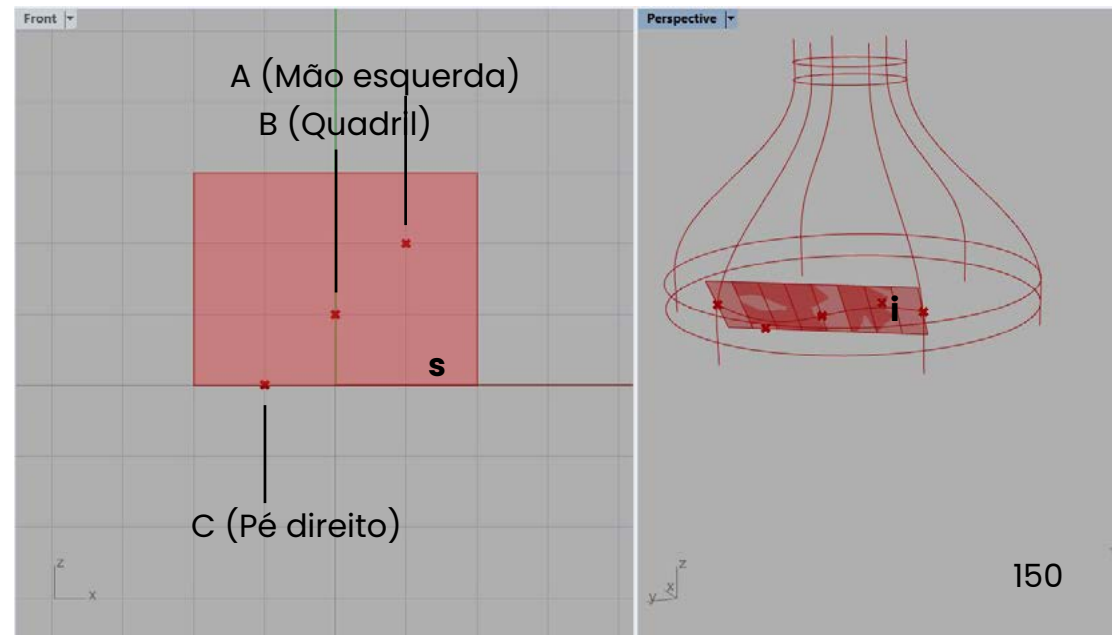 Front
A (Mão esquerda)
B (Quadril)
s
C (Pé direito)
z
x
Perspective
i
150
z
x
y